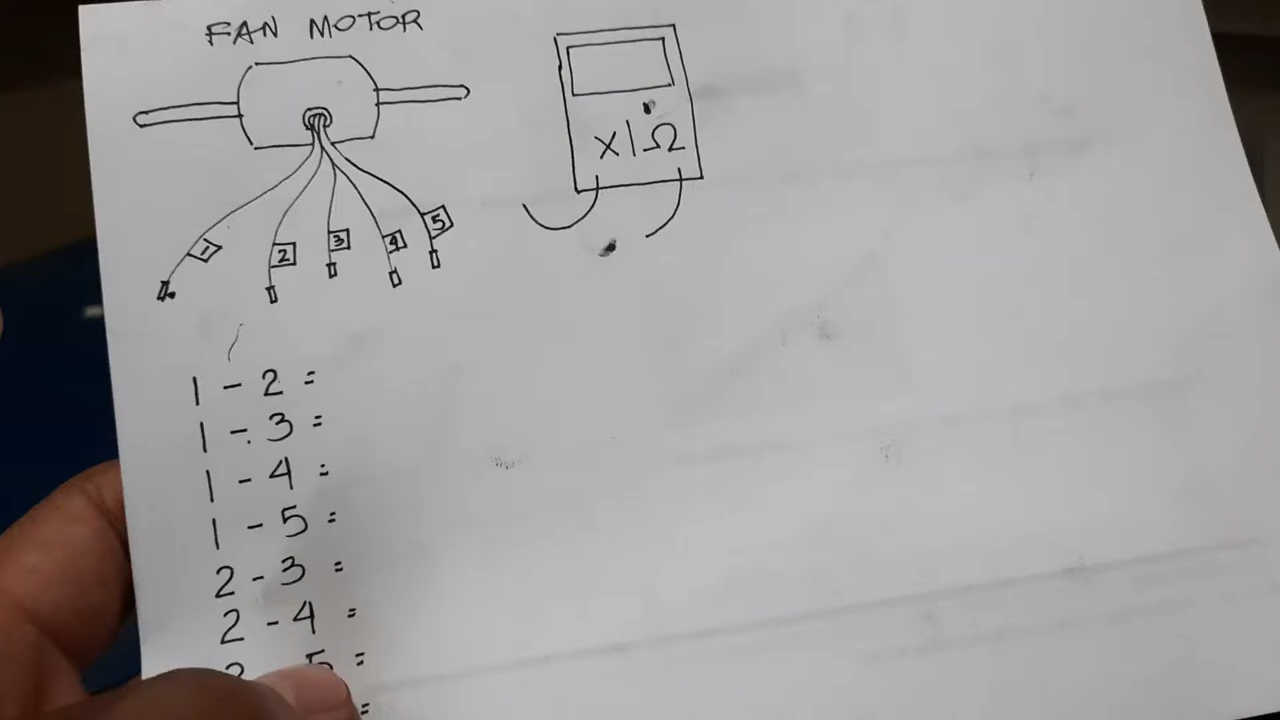 FAN MOTOR
X1Ω
1
2
3
4
5
1 - 2 =
1 - 3 =
1 - 4 =
1 - 5 =
2 - 3 =
2 - 4 =
5 =
=